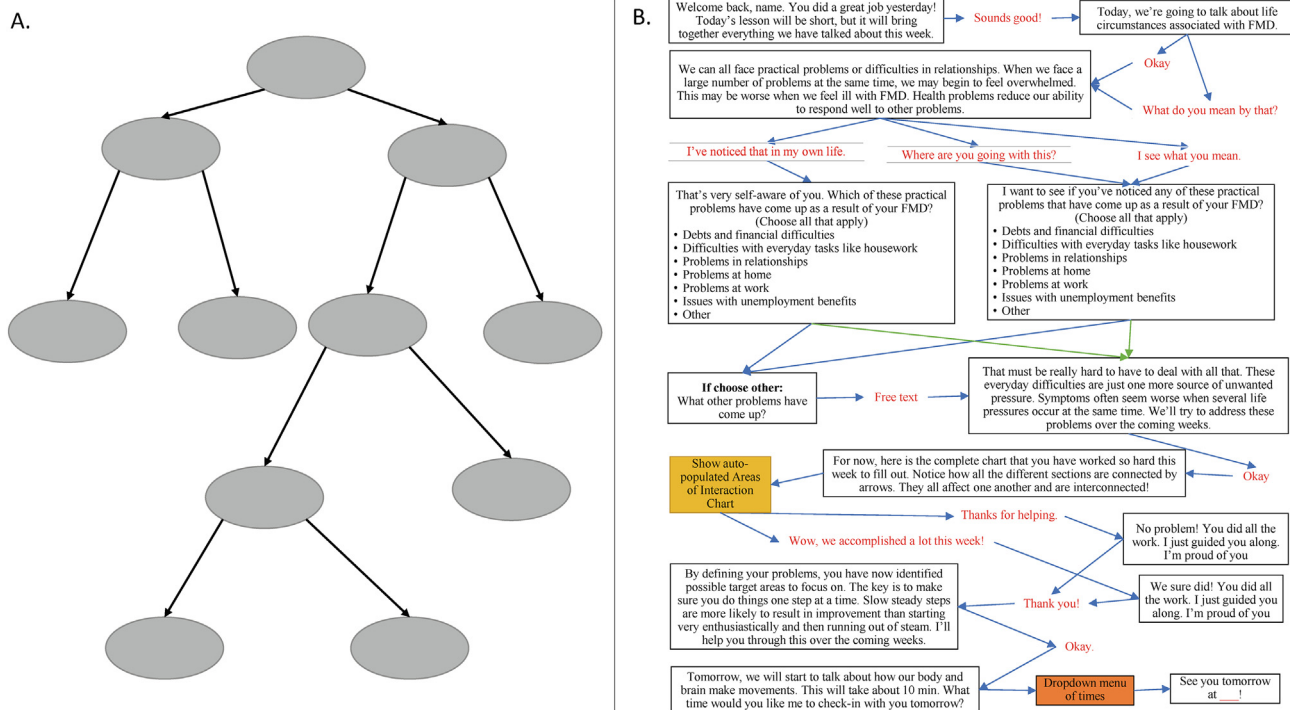 A.
B.
Welcome back, name. You did a great job yesterday!
Today's lesson will be short, but it will bring
together everything we have talked about this week.
Sounds good!
Today, we're going to talk about life
circumstances associated with FMD.
Okay
What do you mean by that?
We can all face practical problems or difficulties in relationships. When we face a
large number of problems at the same time, we may begin to feel overwhelmed.
This may be worse when we feel ill with FMD. Health problems reduce our ability
to respond well to other problems.
I've noticed that in my own life.
Where are you going with this?
I see what you mean.
That's very self-aware of you. Which of these practical
problems have come up as a result of your FMD?
(Choose all that apply)
• Debts and financial difficulties
• Difficulties with everyday tasks like housework
• Problems in relationships
• Problems at home
• Problems at work
• Issues with unemployment benefits
• Other
I want to see if you've noticed any of these practical
problems that have come up as a result of your FMD?
(Choose all that apply)
• Debts and financial difficulties
• Difficulties with everyday tasks like housework
• Problems in relationships
• Problems at home
• Problems at work
• Issues with unemployment benefits
• Other
If choose other:
What other problems have
come up?
Free text
That must be really hard to have to deal with all that. These
everyday difficulties are just one more source of unwanted
pressure. Symptoms often seem worse when several life
pressures occur at the same time. We'll try to address these
problems over the coming weeks.
Okay
For now, here is the complete chart that you have worked so hard this
week to fill out. Notice how all the different sections are connected by
arrows. They all affect one another and are interconnected!
Show auto-
populated Areas
of Interaction
Chart
Thanks for helping.
Wow, we accomplished a lot this week!
No problem! You did all the
work. I just guided you along.
I'm proud of you
We sure did! You did all
the work. I just guided you
along. I'm proud of you
Thank you!
By defining your problems, you have now identified
possible target areas to focus on. The key is to make
sure you do things one step at a time. Slow steady steps
are more likely to result in improvement than starting
very enthusiastically and then running out of steam. I'll
help you through this over the coming weeks.
Okay.
Tomorrow, we will start to talk about how our body and
brain make movements. This will take about 10 min. What
time would you like me to check-in with you tomorrow?
Dropdown menu
of times
See you tomorrow
at ___!